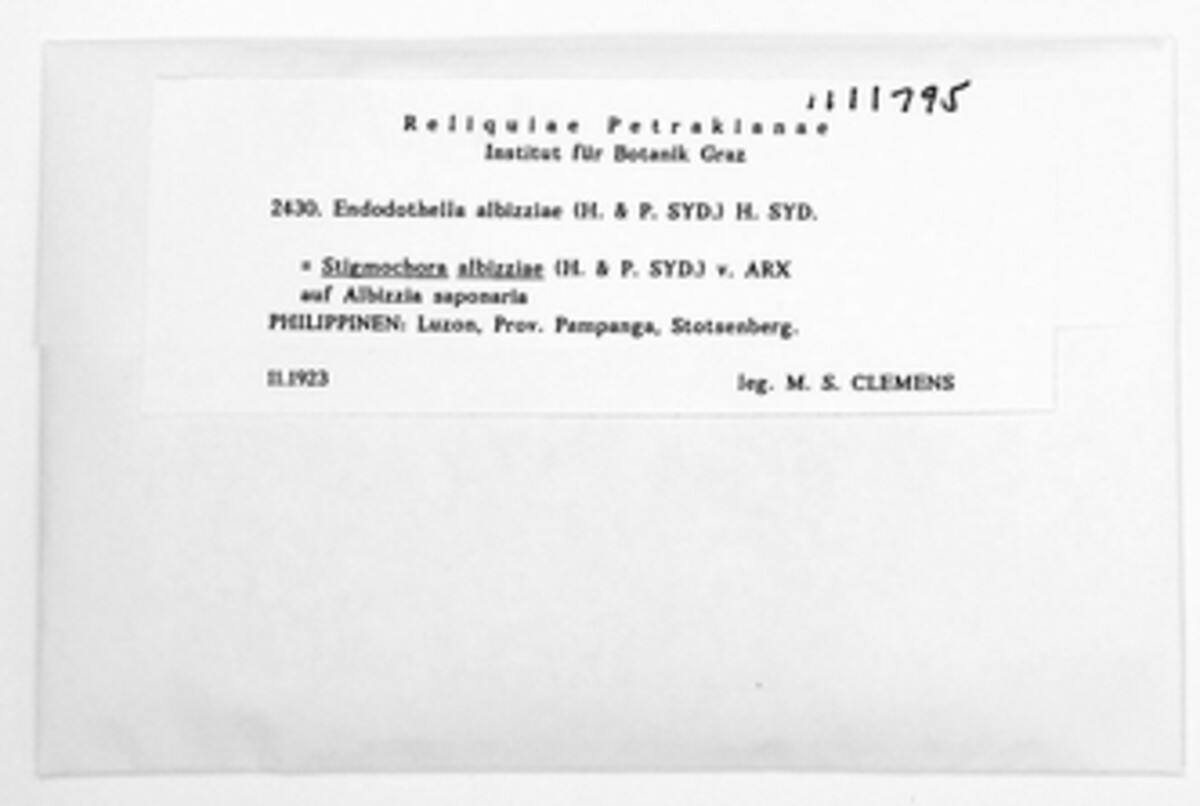 1111795
Reliquiae Petrakianae
Institut für Botanik Graz
2430. Endodothella albizziae (H. & P. SYD.) H. SYD.
= Stigmochora albizziae (H. & P. SYD.) v. ARX
auf Albizzia saponaria
PHILIPPINEN: Luzon, Prov. Pampanga, Stotsenberg.
11.1923 leg. M. S. CLEMENS